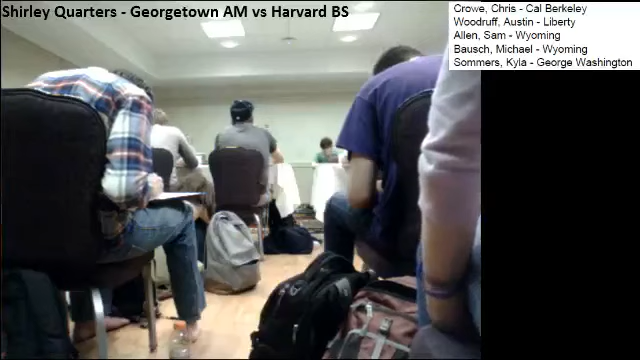 Shirley Quarters - Georgetown AM vs Harvard BS
Crowe, Chris - Cal Berkeley
Woodruff, Austin - Liberty
Allen, Sam - Wyoming
Bausch, Michael - Wyoming
Sommers, Kyla - George Washington